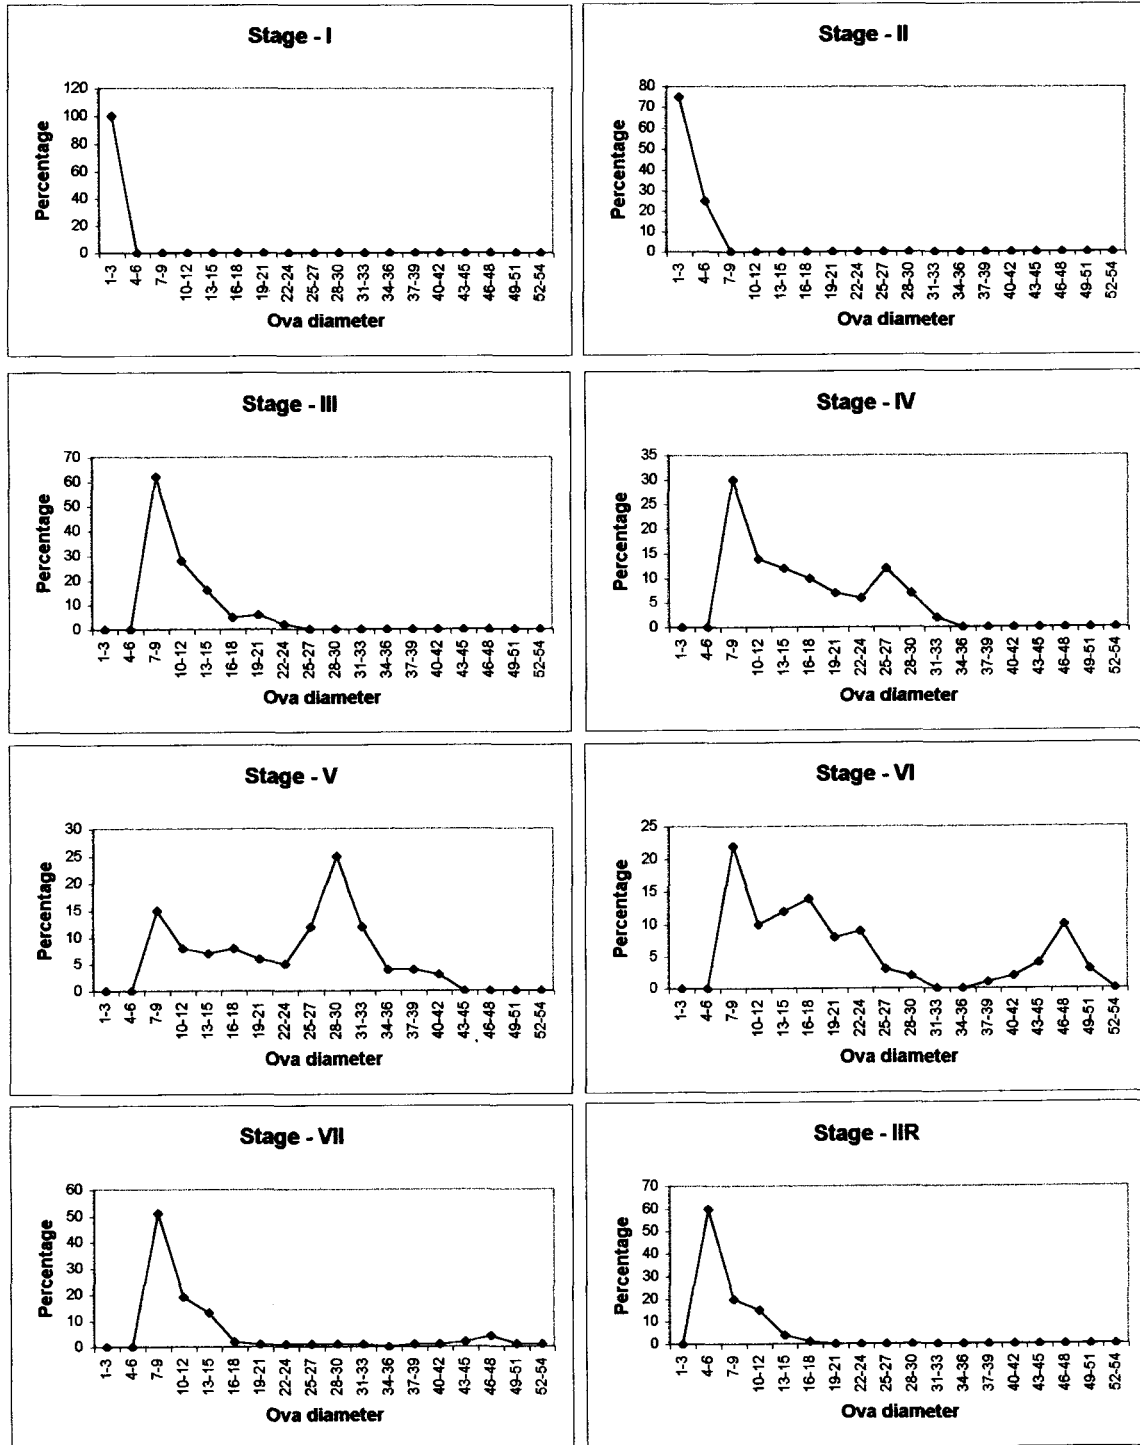 Stage - I
Percentage
120
100
80
60
40
20
0
1-3 4-6 7-9 10-12 13-15 16-18 19-21 22-24 25-27 28-30 31-33 34-36 37-39 40-42 43-45 46-48 49-51 52-54
Ova diameter
Stage - II
Percentage
80
70
60
50
40
30
20
10
0
1-3 4-6 7-9 10-12 13-15 16-18 19-21 22-24 25-27 28-30 31-33 34-36 37-39 40-42 43-45 46-48 49-51 52-54
Ova diameter
Stage - III
Percentage
70
60
50
40
30
20
10
0
1-3 4-6 7-9 10-12 13-15 16-18 19-21 22-24 25-27 28-30 31-33 34-36 37-39 40-42 43-45 46-48 49-51 52-54
Ova diameter
Stage - IV
Percentage
35
30
25
20
15
10
5
0
1-3 4-6 7-9 10-12 13-15 16-18 19-21 22-24 25-27 28-30 31-33 34-36 37-39 40-42 43-45 46-48 49-51 52-54
Ova diameter
Stage - V
Percentage
30
25
20
15
10
5
0
1-3 4-6 7-9 10-12 13-15 16-18 19-21 22-24 25-27 28-30 31-33 34-36 37-39 40-42 43-45 46-48 49-51 52-54
Ova diameter
Stage - VI
Percentage
25
20
15
10
5
0
1-3 4-6 7-9 10-12 13-15 16-18 19-21 22-24 25-27 28-30 31-33 34-36 37-39 40-42 43-45 46-48 49-51 52-54
Ova diameter
Stage - VII
Percentage
60
50
40
30
20
10
0
1-3 4-6 7-9 10-12 13-15 16-18 19-21 22-24 25-27 28-30 31-33 34-36 37-39 40-42 43-45 46-48 49-51 52-54
Ova diameter
Stage - IIR
Percentage
70
60
50
40
30
20
10
0
1-3 4-6 7-9 10-12 13-15 16-18 19-21 22-24 25-27 28-30 31-33 34-36 37-39 40-42 43-45 46-48 49-51 52-54
Ova diameter